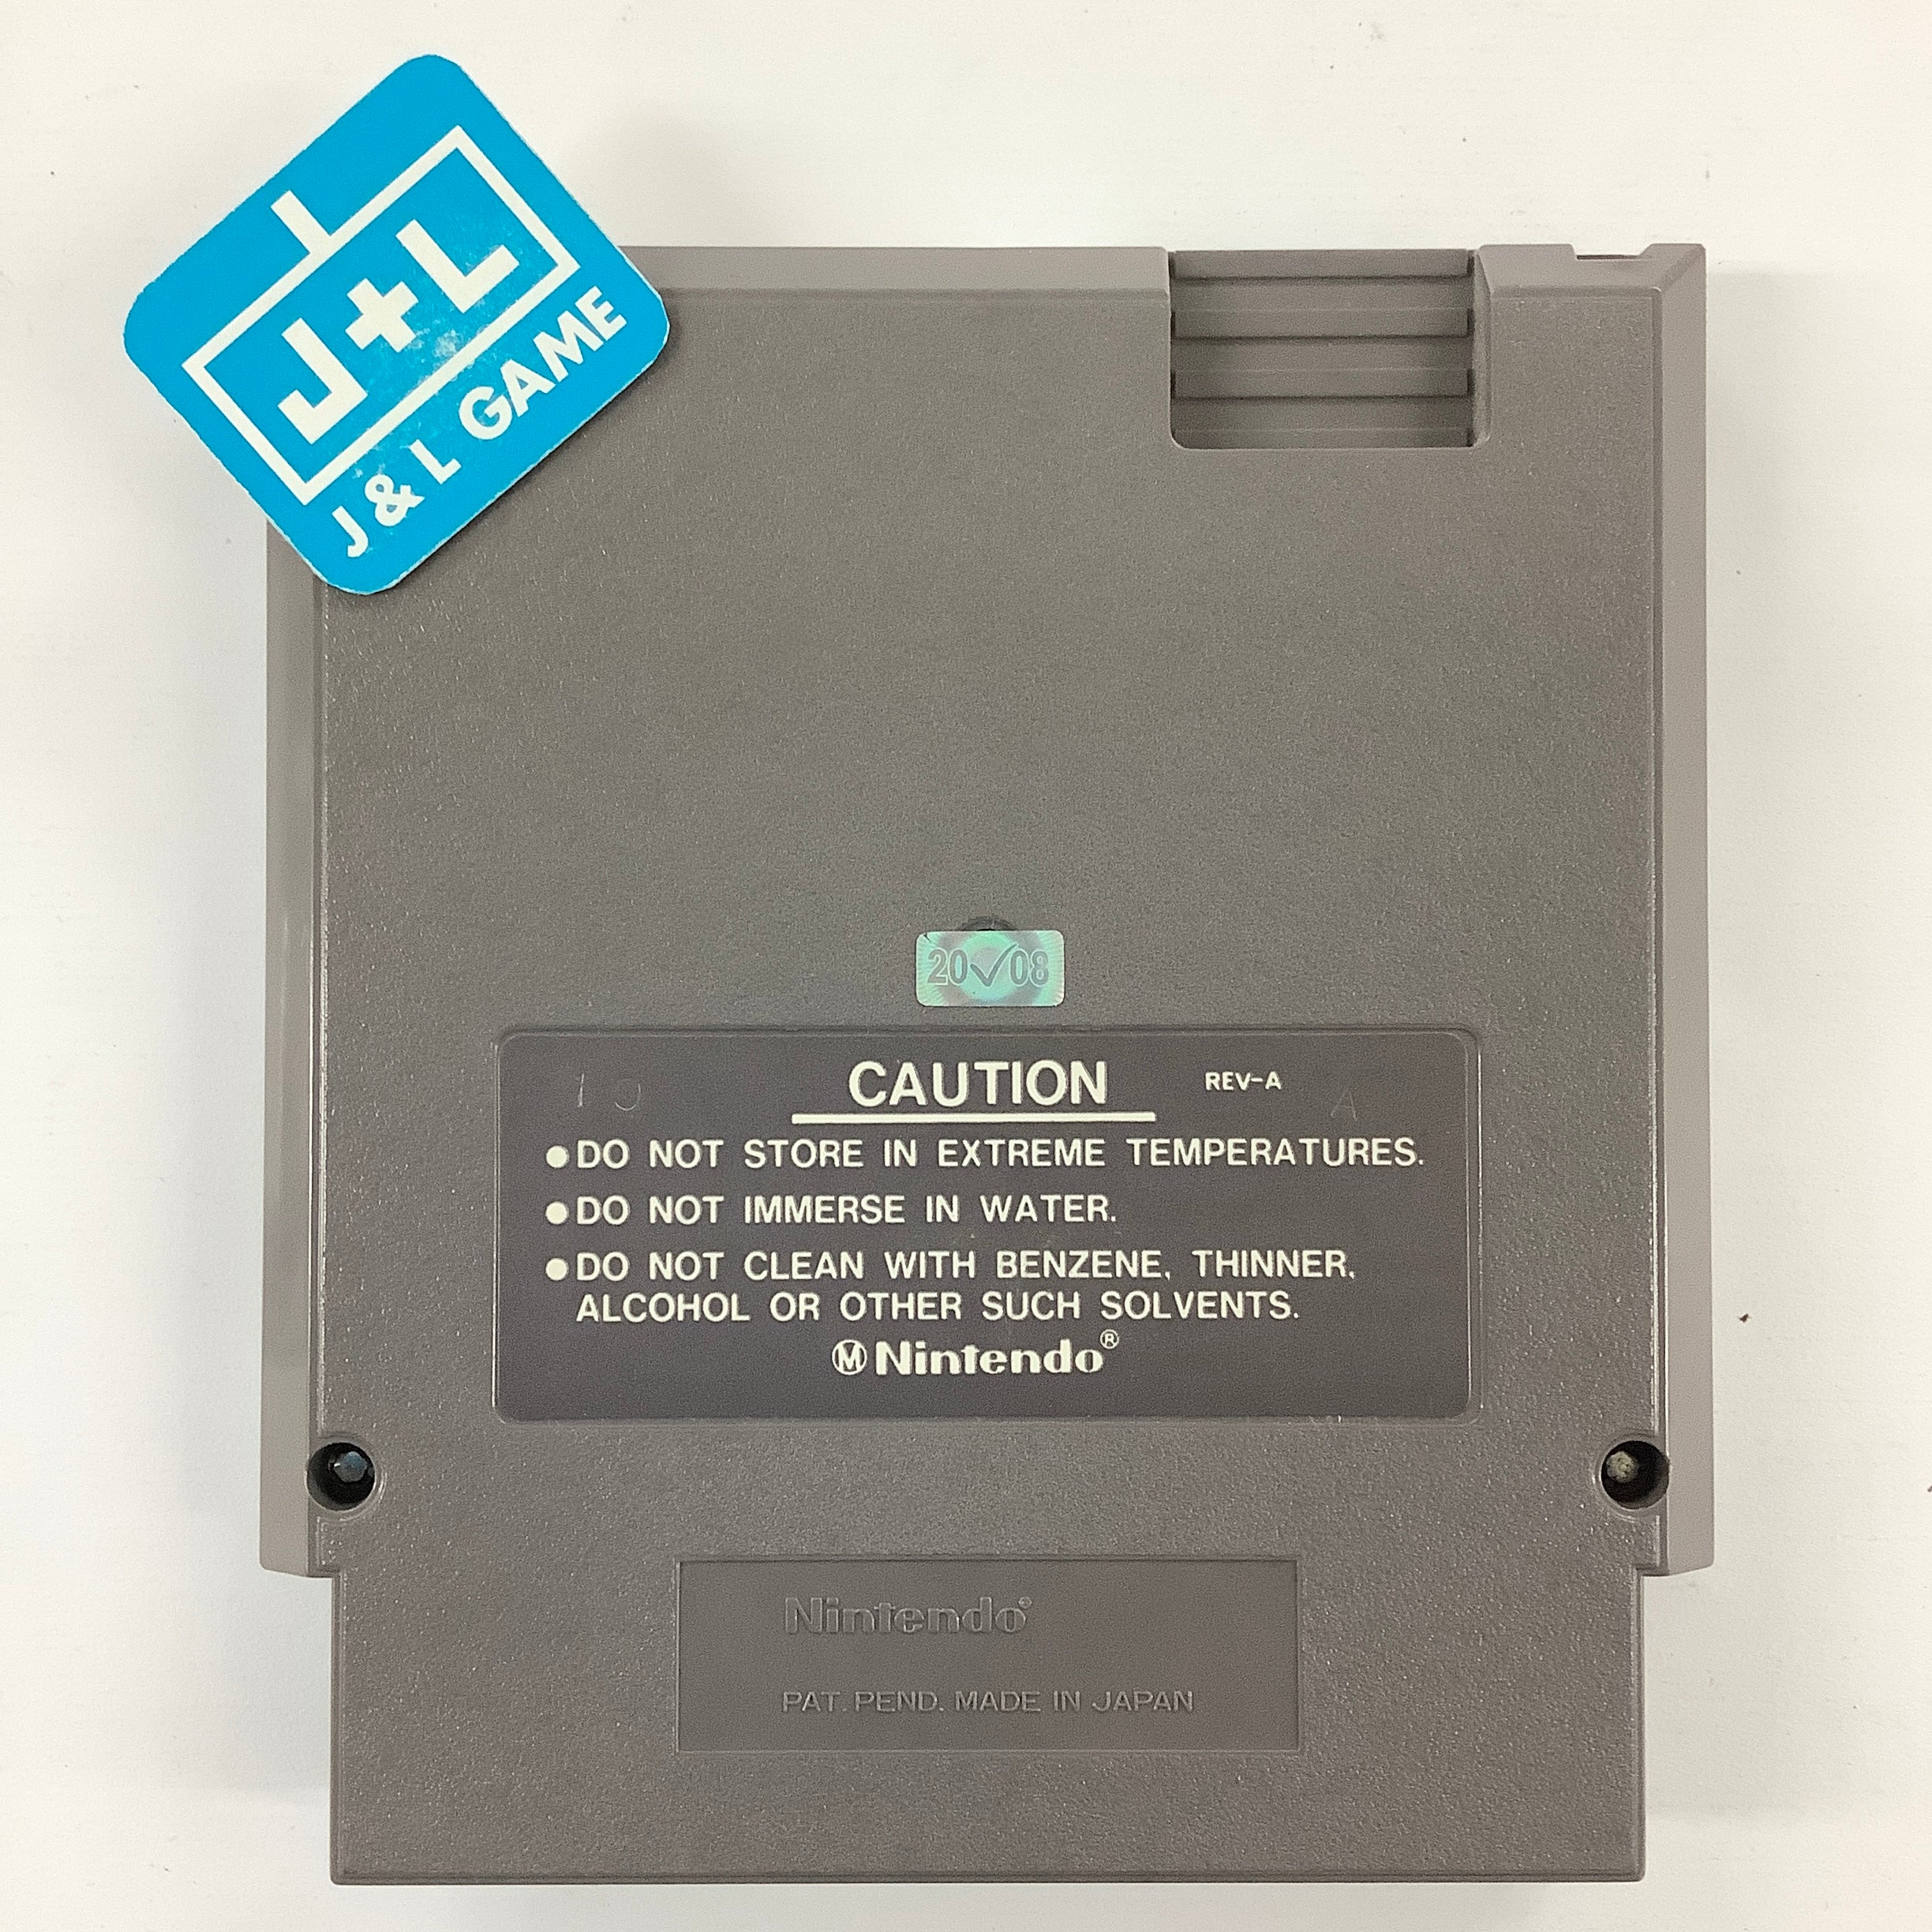 J+L
J & L GAME
20✓08
CAUTION REV-A
●DO NOT STORE IN EXTREME TEMPERATURES.
●DO NOT IMMERSE IN WATER.
●DO NOT CLEAN WITH BENZENE, THINNER,
ALCOHOL OR OTHER SUCH SOLVENTS.
ⓂNintendo®
Nintendo®
PAT. PEND. MADE IN JAPAN